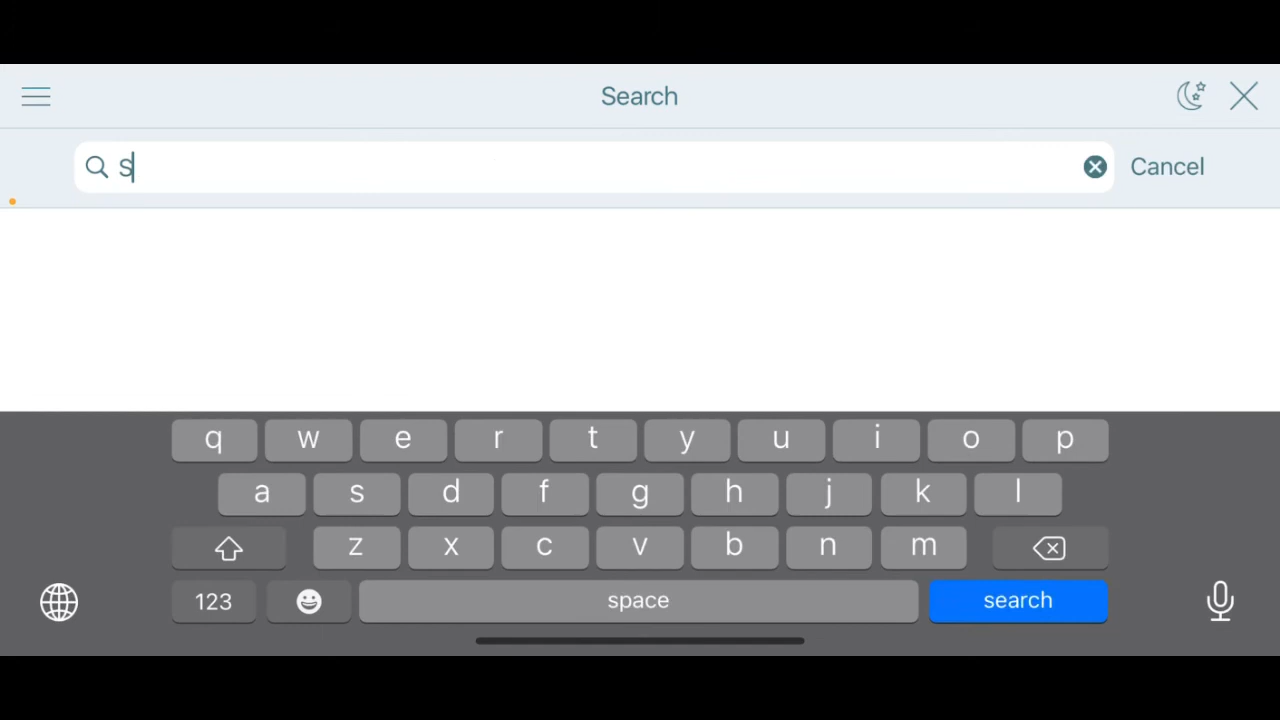 Search
S
Cancel
q w e r t y u i o p
a s d f g h j k l
z x c v b n m
123 space search